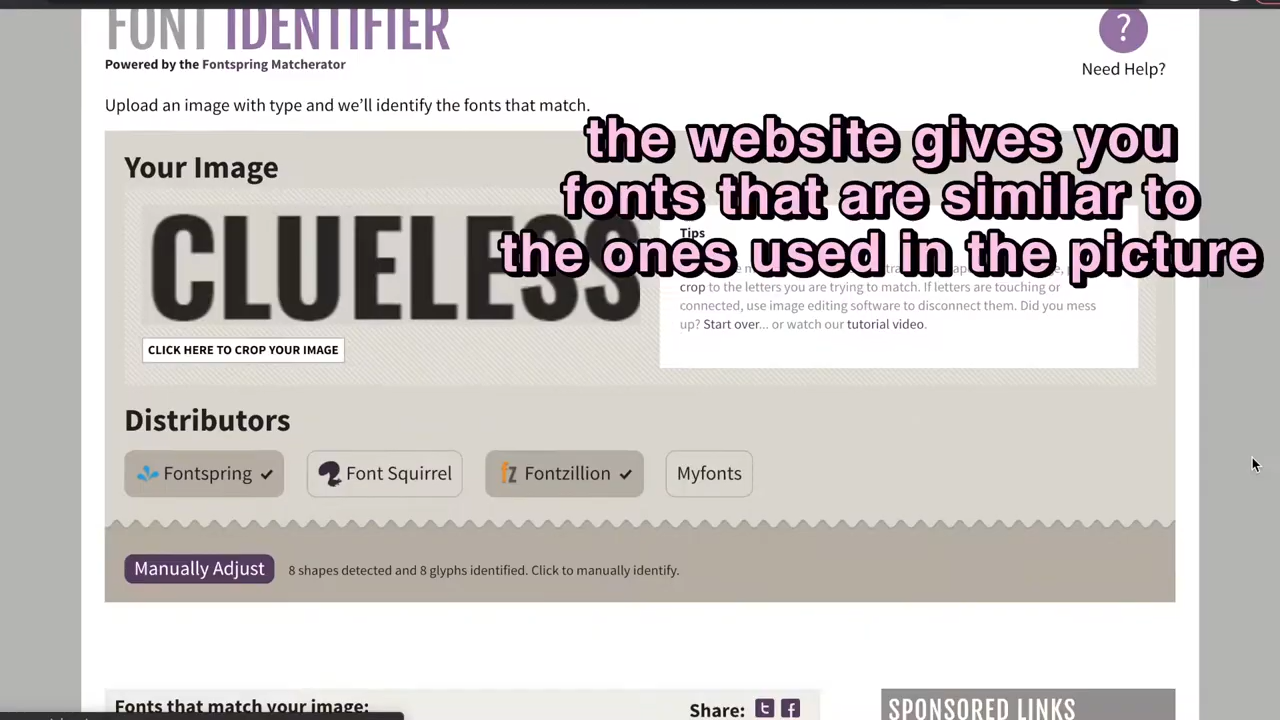 FONT IDENTIFIER
Powered by the Fontspring Matcherator
?
Need Help?
Upload an image with type and we'll identify the fonts that match.
the website gives you
fonts that are similar to
the ones used in the picture
Your Image
CLUELESS
Tips
crop to the letters you are trying to match. If letters are touching or
connected, use image editing software to disconnect them. Did you mess
up? Start over... or watch our tutorial video.
CLICK HERE TO CROP YOUR IMAGE
Distributors
Fontspring ✓
Font Squirrel
fz Fontzillion ✓
Myfonts
Manually Adjust
8 shapes detected and 8 glyphs identified. Click to manually identify.
Fonts that match your image:
Share:
SPONSORED LINKS